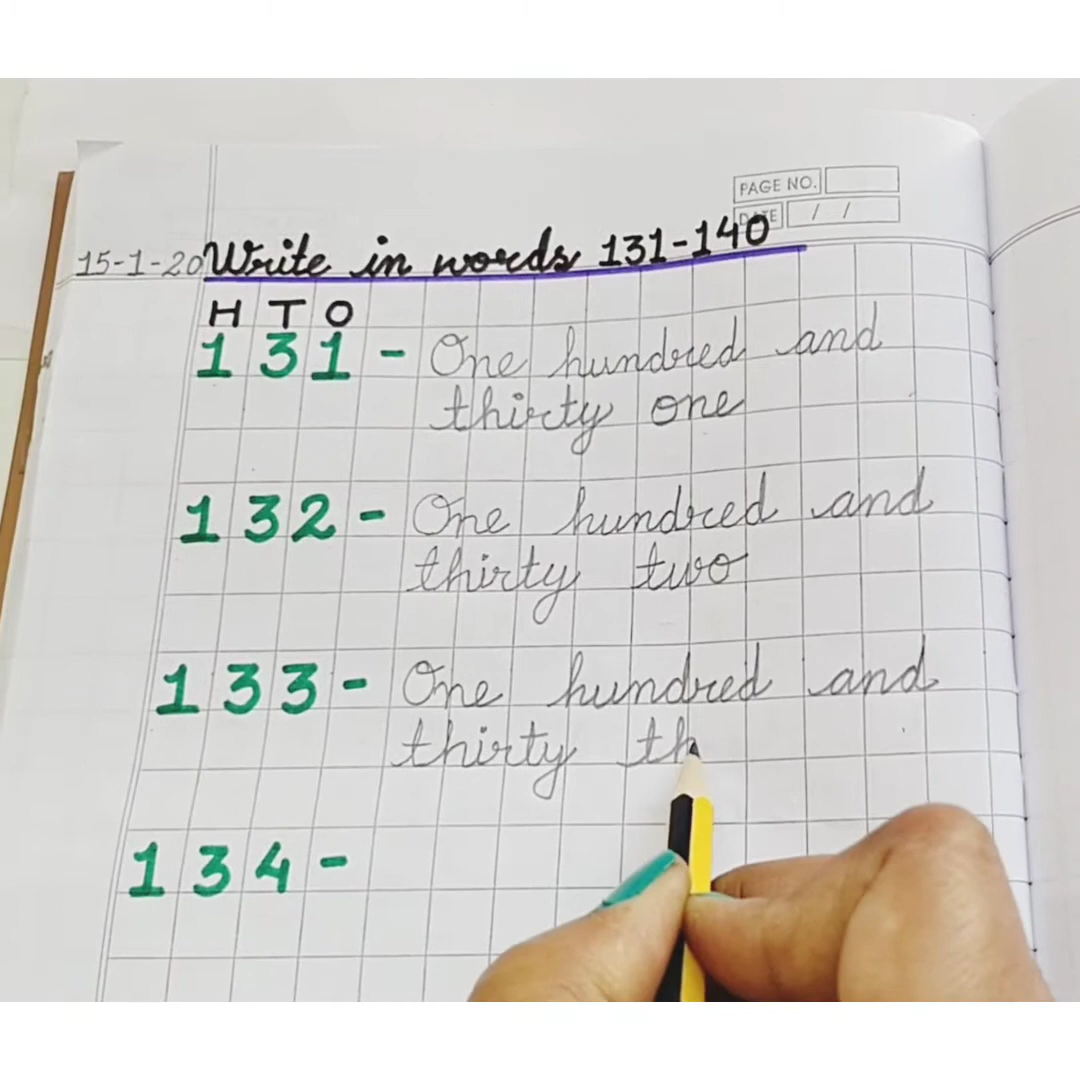 PAGE NO.
DATE / /
15-1-20 Write in words 131-140
H T O
131 - One hundred and
thirty one
132 - One hundred and
thirty two
133 - One hundred and
thirty th
134 -